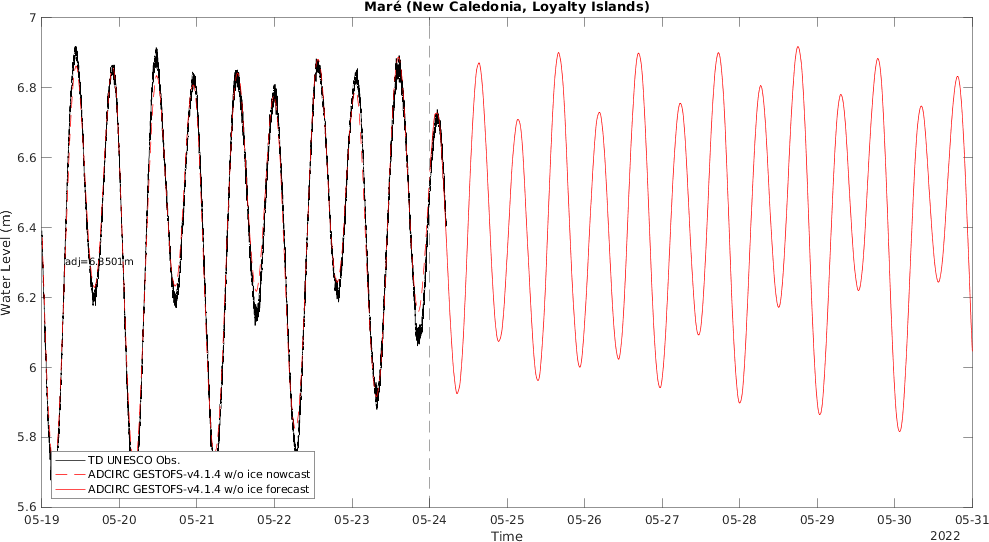 Maré (New Caledonia, Loyalty Islands)
7
6.8
6.6
6.4
6.2
6
5.8
5.6
Water Level (m)
adj=6.3501m
TD UNESCO Obs.
ADCIRC GESTOFS-v4.1.4 w/o ice nowcast
ADCIRC GESTOFS-v4.1.4 w/o ice forecast
05-19 05-20 05-21 05-22 05-23 05-24 05-25 05-26 05-27 05-28 05-29 05-30 05-31
Time
2022